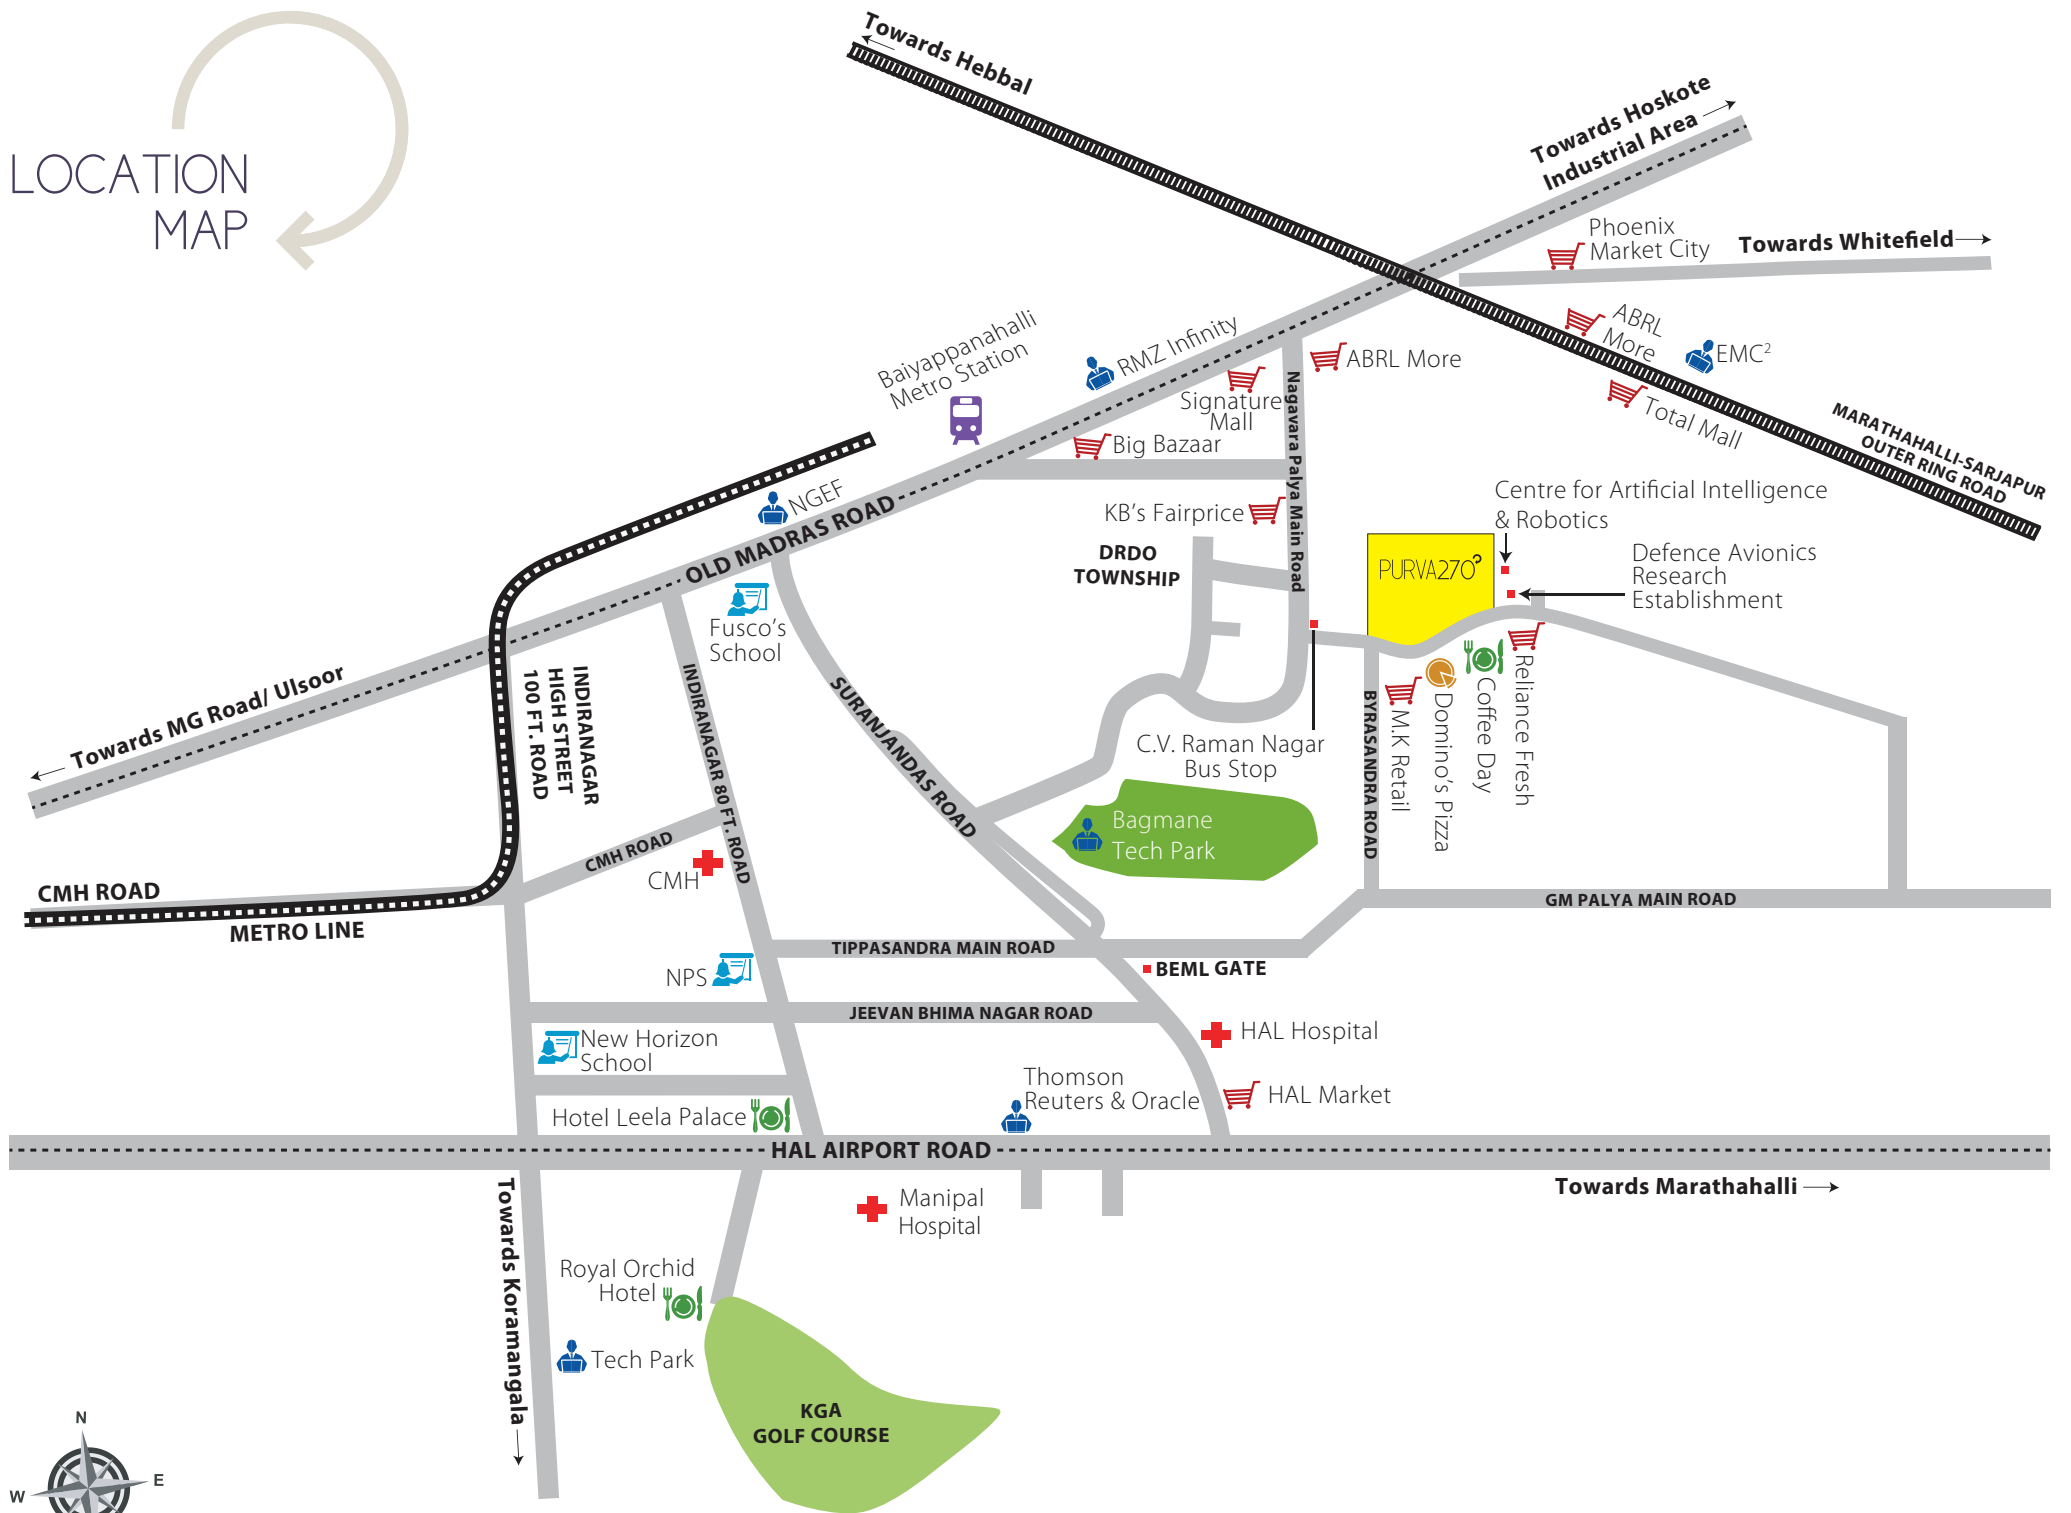 LOCATION
MAP
Towards Hebbal
Towards Hoskote
Industrial Area
Phoenix
Market City
Towards Whitefield
ABRL
More
EMC2
Total Mall
MARATHAHALLI-SARJAPUR
OUTER RING ROAD
Baiyappanahalli
Metro Station
RMZ Infinity
ABRL More
Signature
Mall
Big Bazaar
Nagavara Palya Main Road
NGEF
OLD MADRAS ROAD
KB's Fairprice
DRDO
TOWNSHIP
PURVA270
Centre for Artificial Intelligence
& Robotics
Defence Avionics
Research
Establishment
Fusco's
School
Towards MG Road/ Ulsoor
INDIRANAGAR
HIGH STREET
100 FT. ROAD
INDIRANAGAR 80 FT. ROAD
SURANJANDAS ROAD
C.V. Raman Nagar
Bus Stop
BYRASANDRA ROAD
M.K Retail
Domino's Pizza
Coffee Day
Reliance Fresh
Bagmane
Tech Park
CMH ROAD
CMH
CMH ROAD
METRO LINE
GM PALYA MAIN ROAD
TIPPASANDRA MAIN ROAD
BEML GATE
NPS
JEEVAN BHIMA NAGAR ROAD
New Horizon
School
HAL Hospital
Thomson
Reuters & Oracle
HAL Market
Hotel Leela Palace
HAL AIRPORT ROAD
Towards Marathahalli
Towards Koramangala
Manipal
Hospital
Royal Orchid
Hotel
Tech Park
KGA
GOLF COURSE
N
E
W